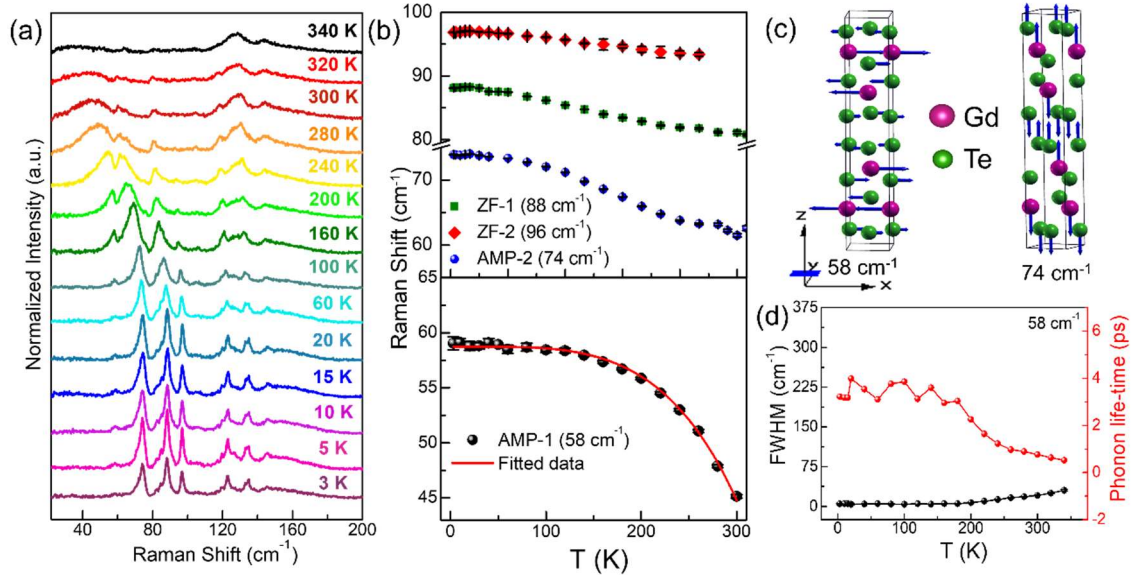 (a)
340 K
320 K
300 K
280 K
240 K
200 K
160 K
100 K
60 K
20 K
15 K
10 K
5 K
3 K
Normalized Intensity (a.u.)
40 80 120 160 200
Raman Shift (cm⁻¹)
(b)
100
95
90
80
70
60
65
60
55
50
45
Raman Shift (cm⁻¹)
ZF-1 (88 cm⁻¹)
ZF-2 (96 cm⁻¹)
AMP-2 (74 cm⁻¹)
AMP-1 (58 cm⁻¹)
Fitted data
0 50 100 150 200 250 300
T (K)
(c)
Gd
Te
z
y
x
58 cm⁻¹
74 cm⁻¹
(d)
58 cm⁻¹
375
300
225
150
75
0
FWHM (cm⁻¹)
6
4
2
0
-2
Phonon life-time (ps)
0 100 200 300
T (K)